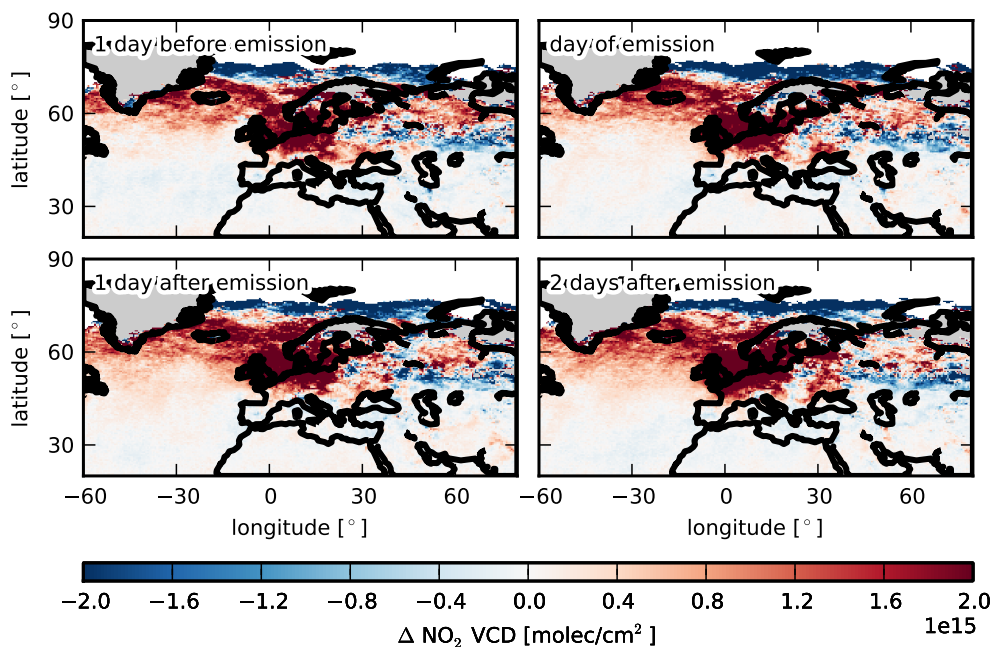 90
60
30
latitude [°]
1 day before emission
day of emission
90
60
30
latitude [°]
1 day after emission
2 days after emission
−60 −30 0 30 60 −60 −30 0 30 60
longitude [°] longitude [°]
−2.0 −1.6 −1.2 −0.8 −0.4 0.0 0.4 0.8 1.2 1.6 2.0
1e15
Δ NO₂ VCD [molec/cm² ]